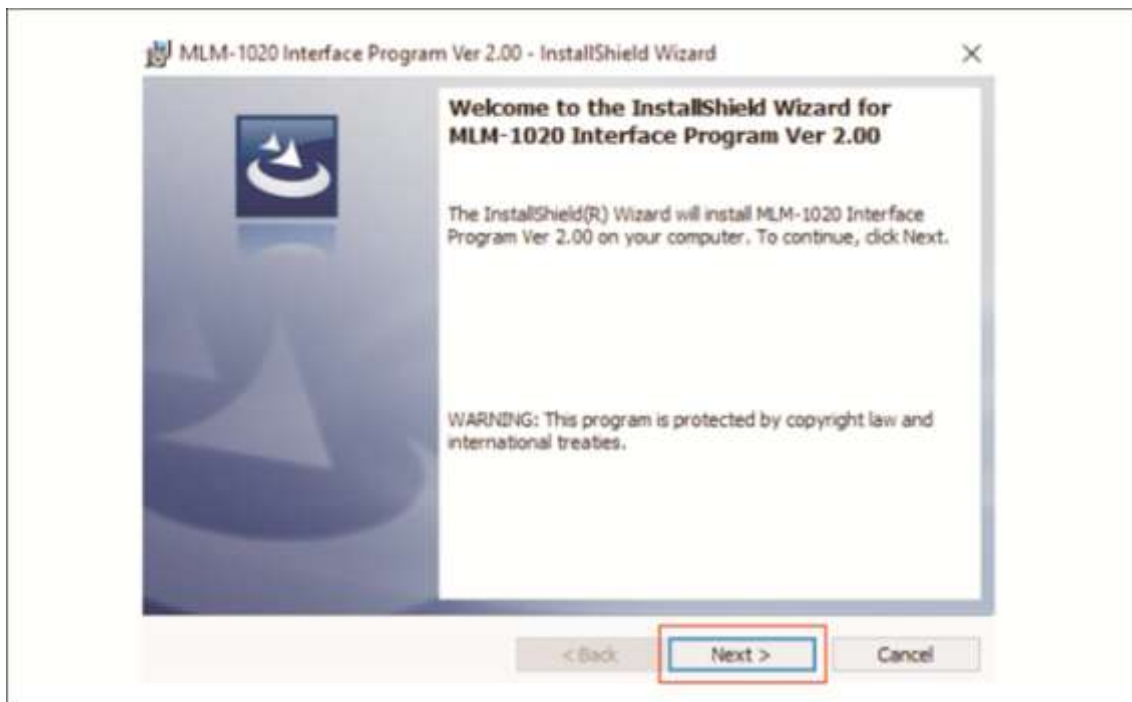 MLM-1020 Interface Program Ver 2.00 - InstallShield Wizard
Welcome to the InstallShield Wizard for
MLM-1020 Interface Program Ver 2.00
The InstallShield(R) Wizard will install MLM-1020 Interface
Program Ver 2.00 on your computer. To continue, click Next.
WARNING: This program is protected by copyright law and
international treaties.
< Back
Next >
Cancel